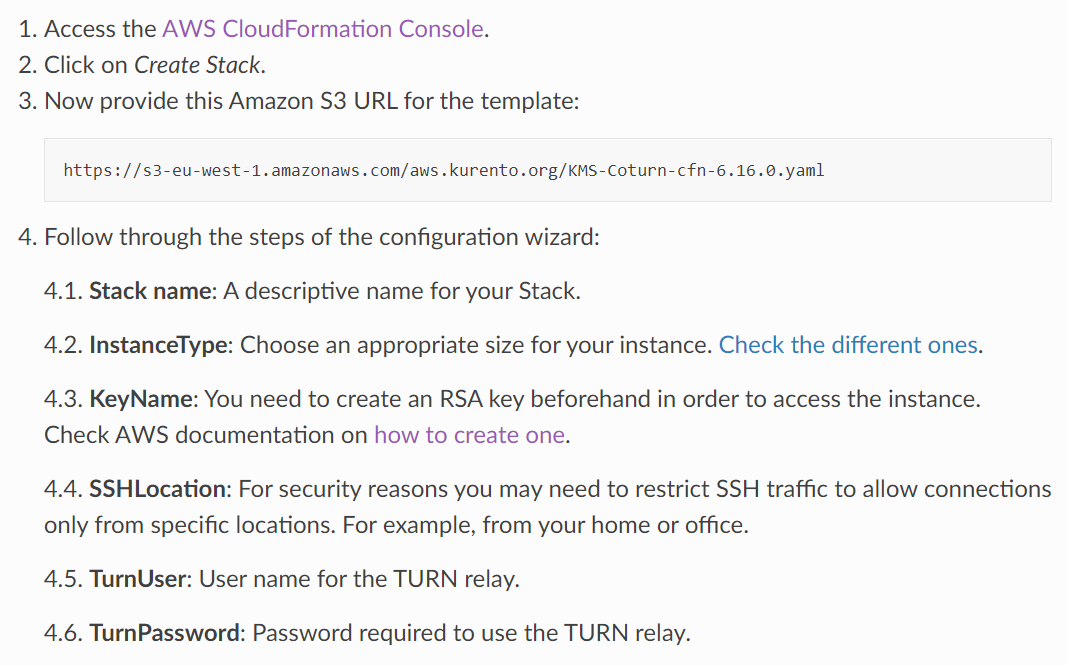 1. Access the AWS CloudFormation Console.
2. Click on Create Stack.
3. Now provide this Amazon S3 URL for the template:
https://s3-eu-west-1.amazonaws.com/aws.kurento.org/KMS-Coturn-cfn-6.16.0.yaml
4. Follow through the steps of the configuration wizard:
4.1. Stack name: A descriptive name for your Stack.
4.2. InstanceType: Choose an appropriate size for your instance. Check the different ones.
4.3. KeyName: You need to create an RSA key beforehand in order to access the instance.
Check AWS documentation on how to create one.
4.4. SSHLocation: For security reasons you may need to restrict SSH traffic to allow connections
only from specific locations. For example, from your home or office.
4.5. TurnUser: User name for the TURN relay.
4.6. TurnPassword: Password required to use the TURN relay.